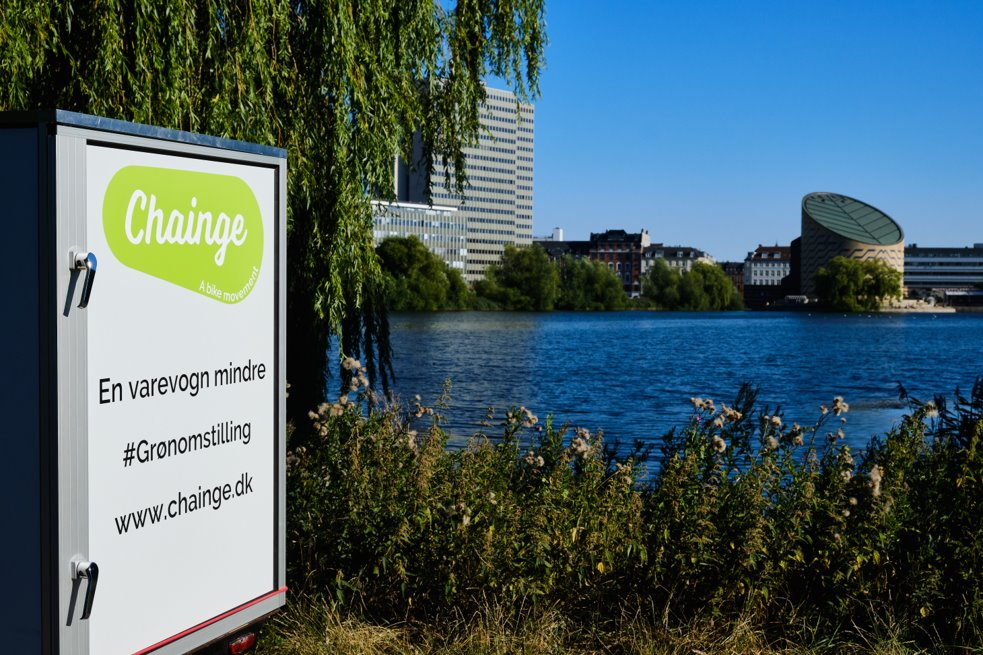 Chainge
A bike movement
En varevogn mindre
#Grønomstilling
www.chainge.dk